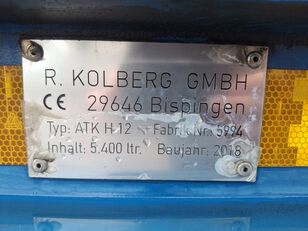 R. KOLBERG GMBH
CE 29646 Bispingen
Typ: ATK H 12 Fabrik Nr. 5994
Inhalt: 5.400 ltr. Baujahr: 2018